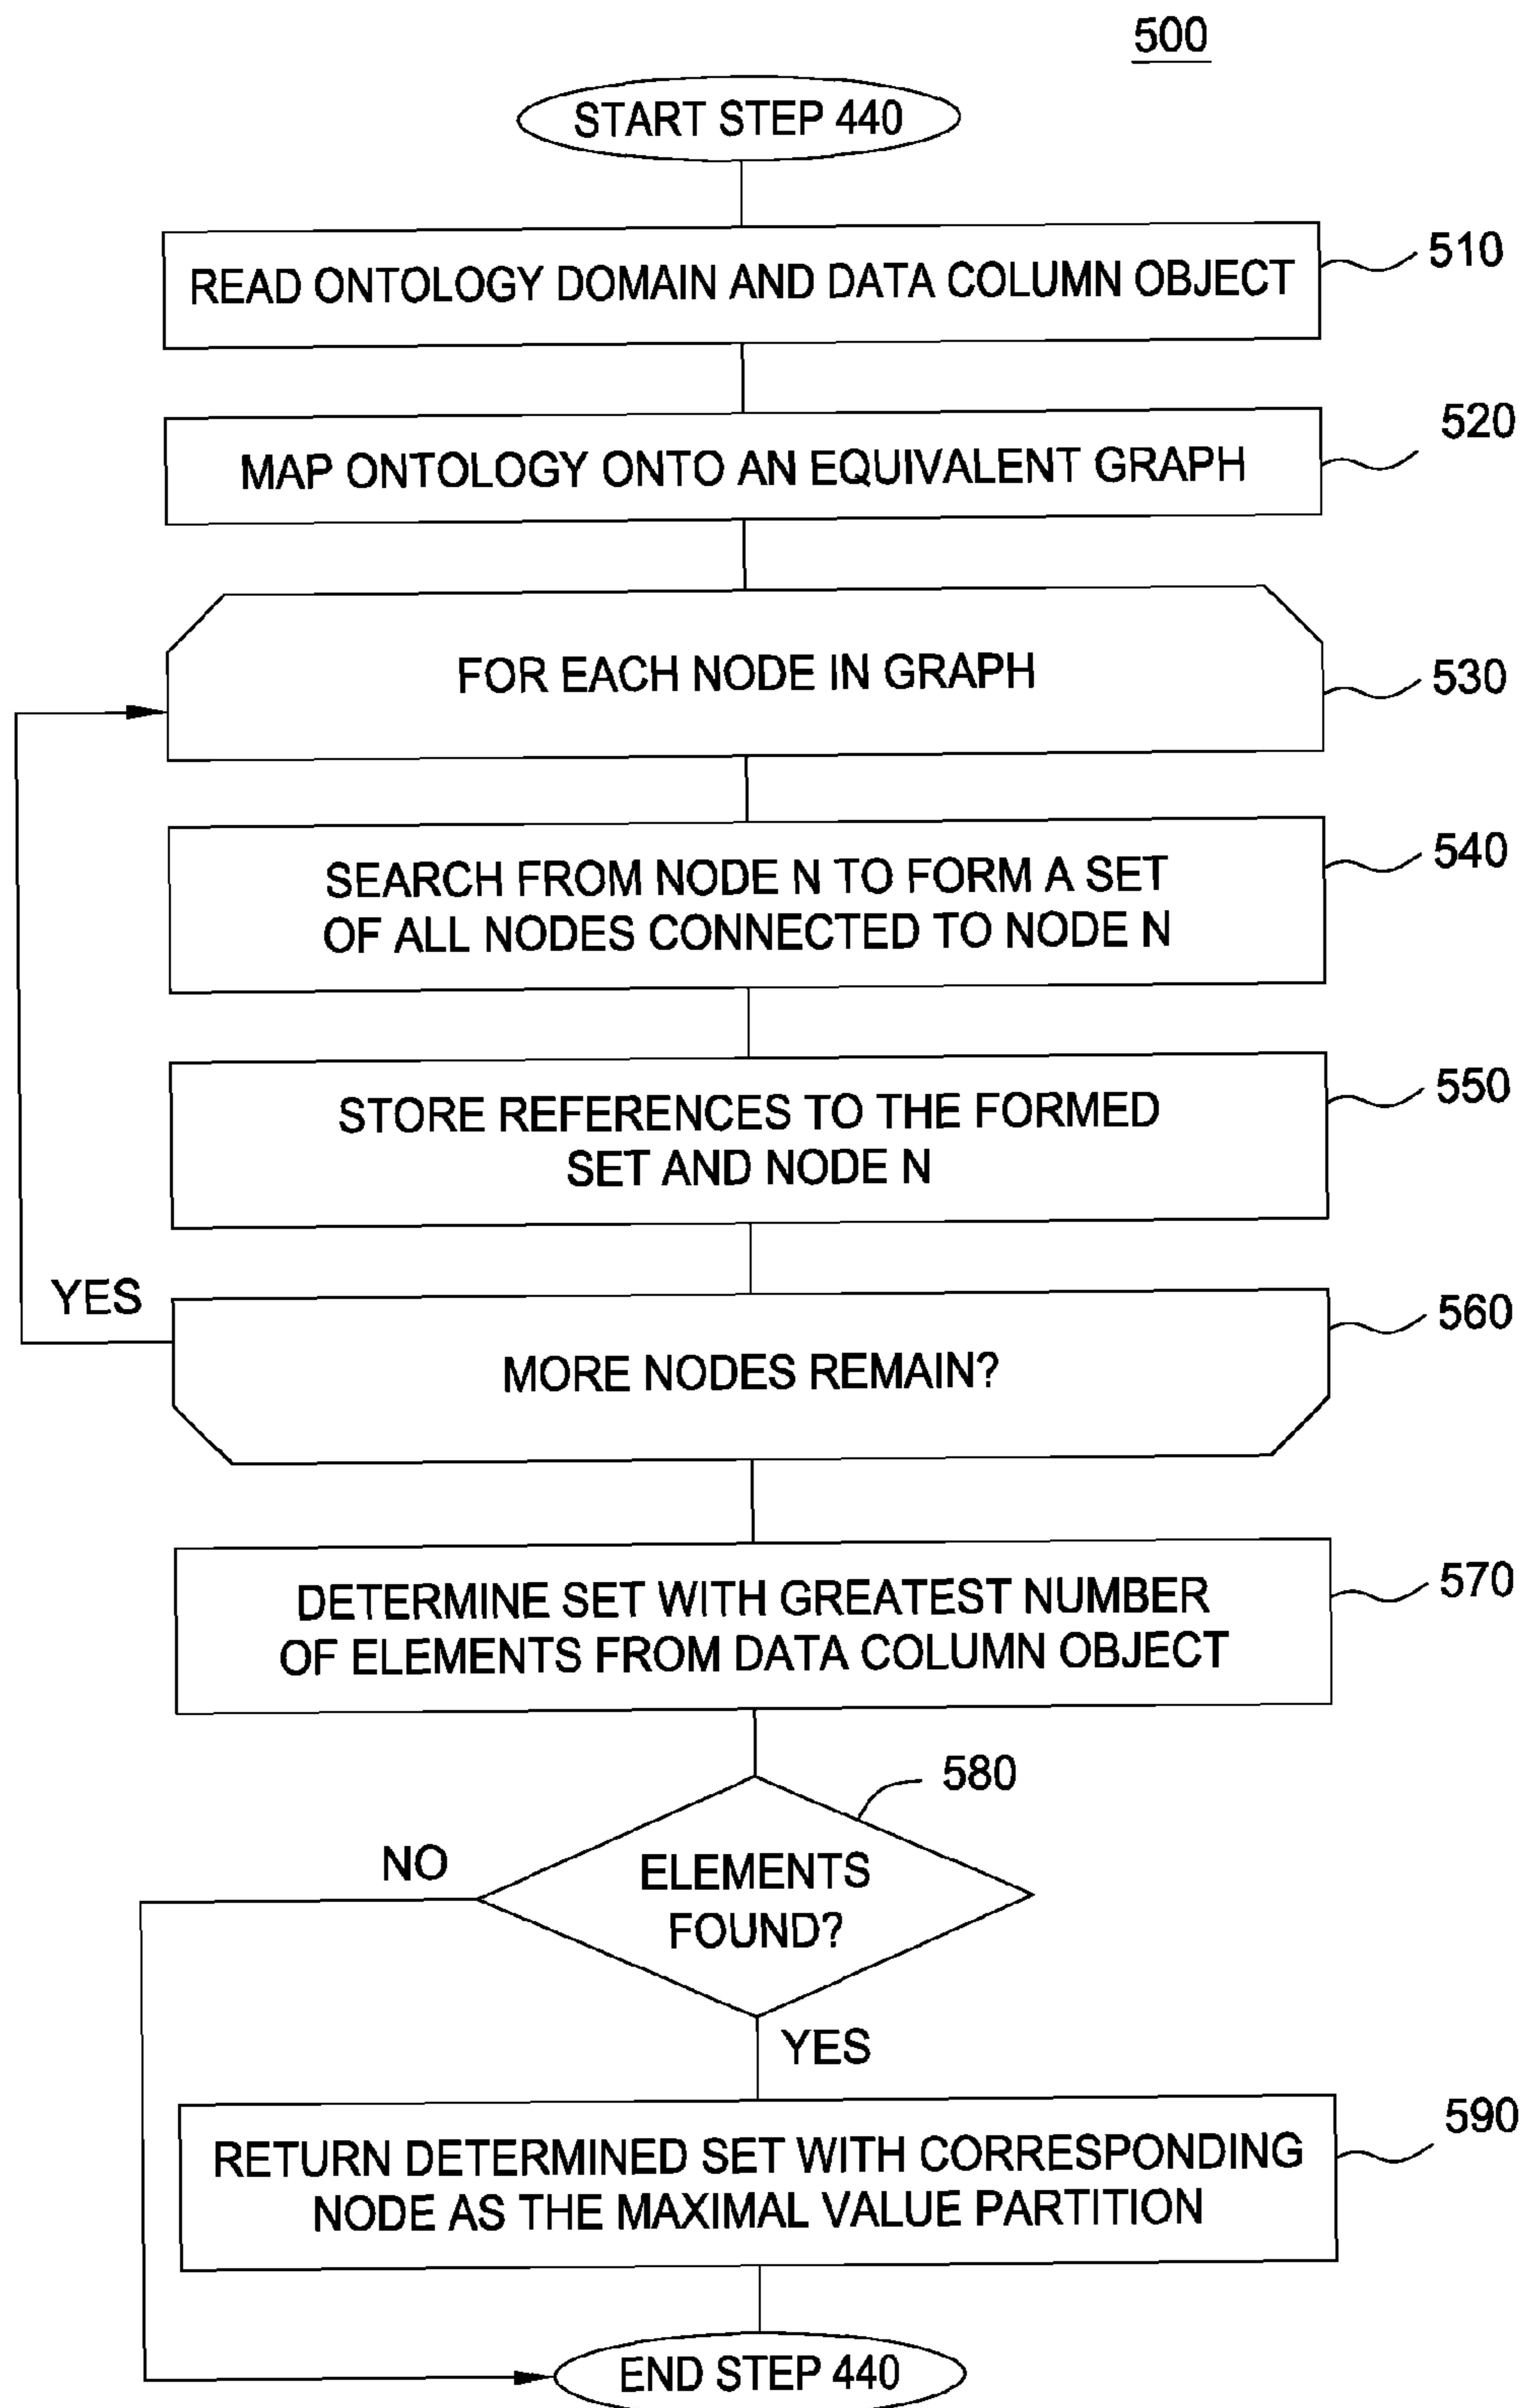 500
START STEP 440
READ ONTOLOGY DOMAIN AND DATA COLUMN OBJECT
510
MAP ONTOLOGY ONTO AN EQUIVALENT GRAPH
520
FOR EACH NODE IN GRAPH
530
SEARCH FROM NODE N TO FORM A SET
OF ALL NODES CONNECTED TO NODE N
540
STORE REFERENCES TO THE FORMED
SET AND NODE N
550
YES
MORE NODES REMAIN?
560
DETERMINE SET WITH GREATEST NUMBER
OF ELEMENTS FROM DATA COLUMN OBJECT
570
580
NO
ELEMENTS
FOUND?
YES
RETURN DETERMINED SET WITH CORRESPONDING
NODE AS THE MAXIMAL VALUE PARTITION
590
END STEP 440